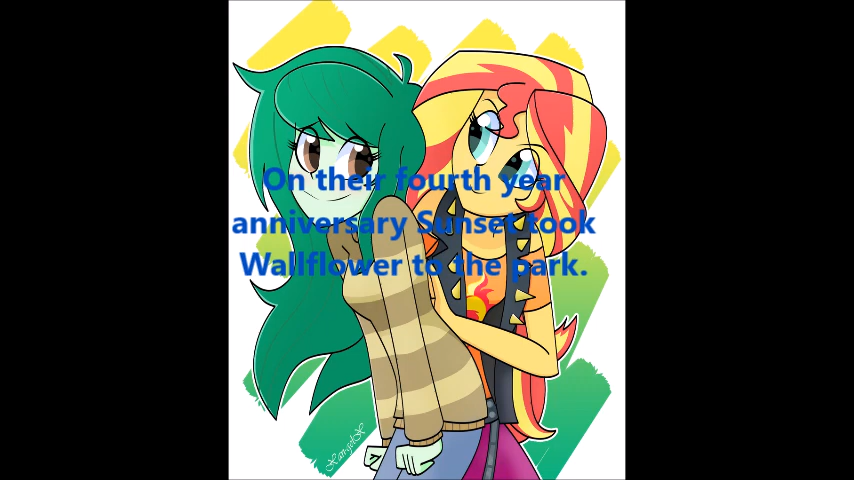 On their fourth year
anniversary Sunset took
Wallflower to the park.